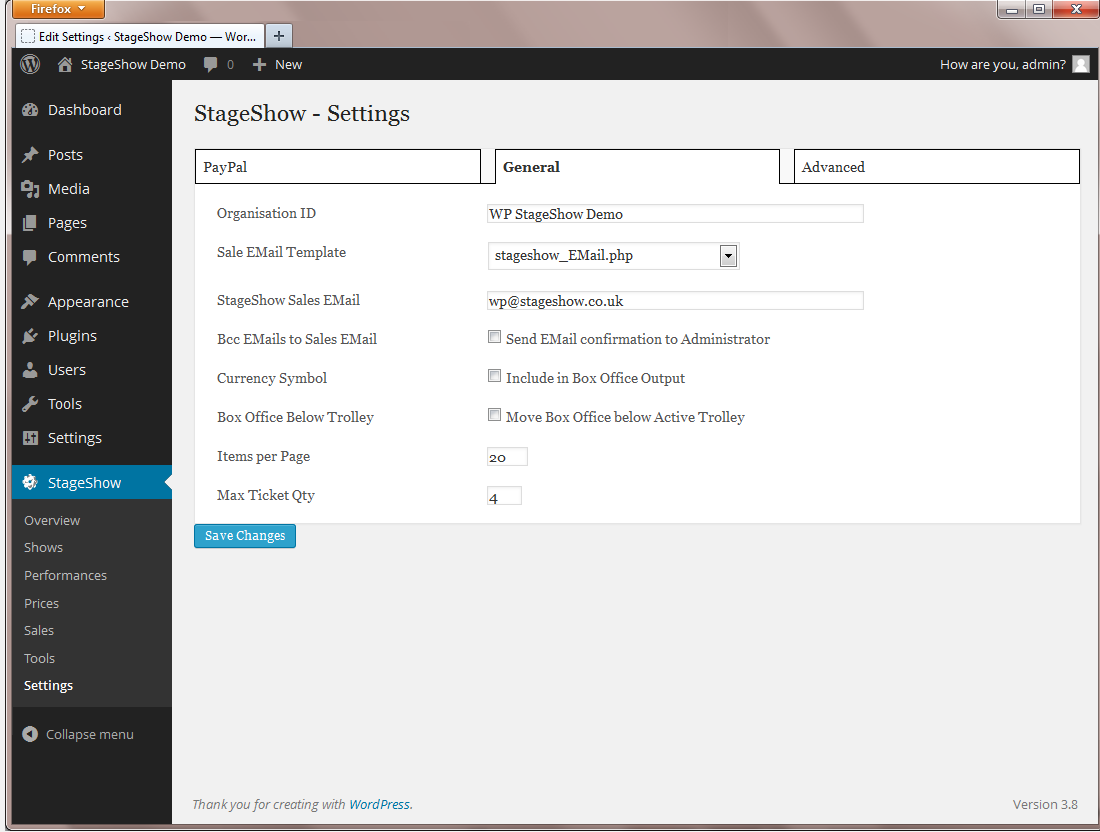 Firefox
Edit Settings ‹ StageShow Demo — Wor...
StageShow Demo 0 New How are you, admin?
Dashboard
Posts
Media
Pages
Comments
Appearance
Plugins
Users
Tools
Settings
StageShow
Overview
Shows
Performances
Prices
Sales
Tools
Settings
Collapse menu
StageShow - Settings
PayPal General Advanced
Organisation ID WP StageShow Demo
Sale EMail Template stageshow_EMail.php
StageShow Sales EMail wp@stageshow.co.uk
Bcc EMails to Sales EMail Send EMail confirmation to Administrator
Currency Symbol Include in Box Office Output
Box Office Below Trolley Move Box Office below Active Trolley
Items per Page 20
Max Ticket Qty 4
Save Changes
Thank you for creating with WordPress. Version 3.8